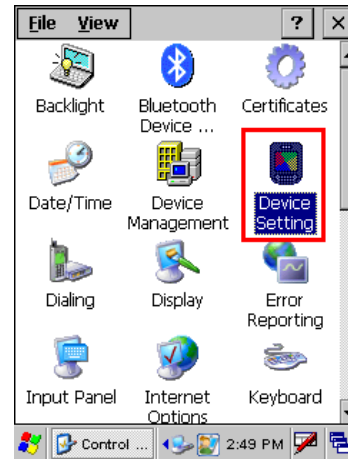 File View ? ×
Backlight
Bluetooth
Device ...
Certificates
Date/Time
Device
Management
Device
Setting
Dialing
Display
Error
Reporting
Input Panel
Internet
Options
Keyboard
Control ... 2:49 PM